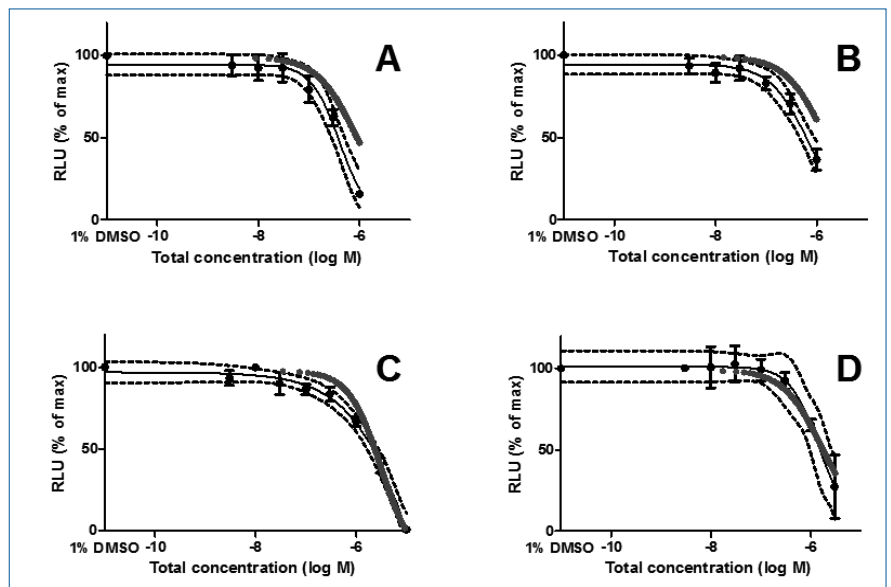 A
100
50
0
RLU (% of max)
1% DMSO -10 -8 -6
Total concentration (log M)
B
100
50
0
RLU (% of max)
1% DMSO -10 -8 -6
Total concentration (log M)
C
100
50
0
RLU (% of max)
1% DMSO -10 -8 -6
Total concentration (log M)
D
100
50
0
RLU (% of max)
1% DMSO -10 -8 -6
Total concentration (log M)